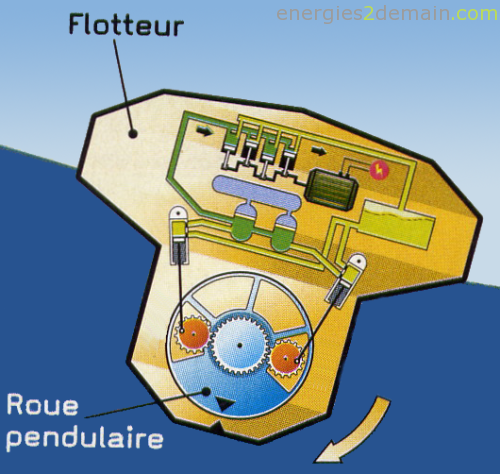 energies2demain.com
Flotteur
Roue
pendulaire